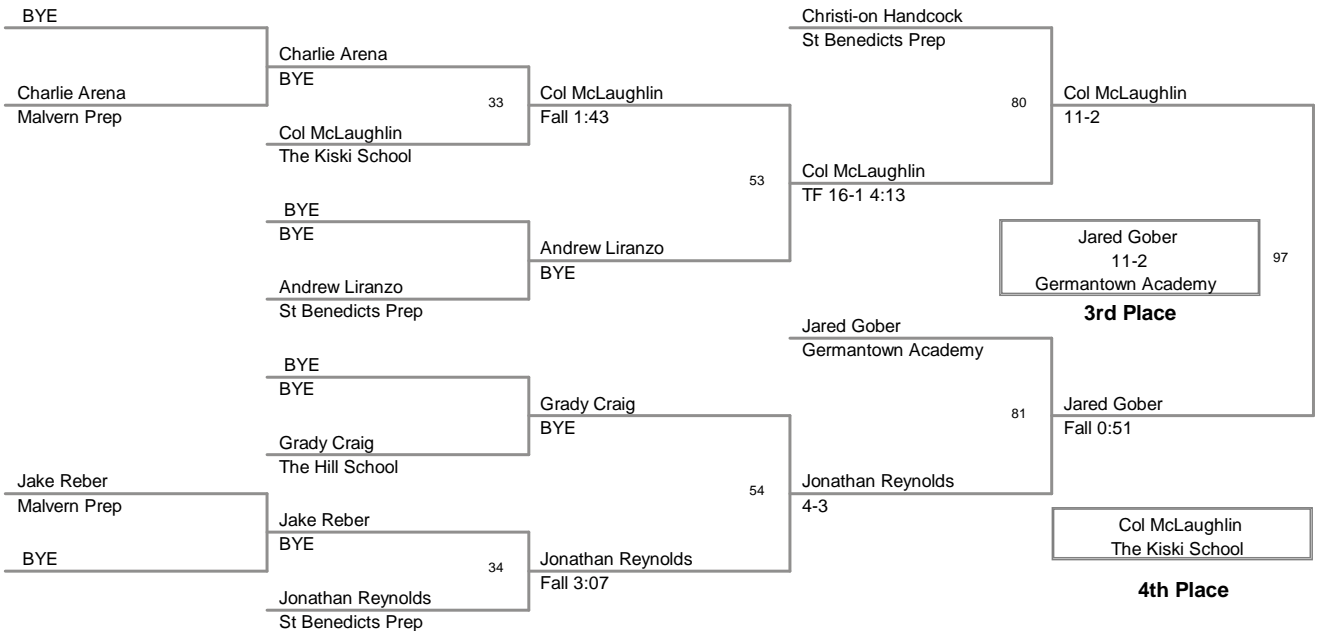 BYE
Charlie Arena
Malvern Prep
Jake Reber
Malvern Prep
BYE
Charlie Arena
BYE
33
Col McLaughlin
The Kiski School
BYE
BYE
Andrew Liranzo
St Benedicts Prep
BYE
BYE
Grady Craig
The Hill School
Jake Reber
BYE
34
Jonathan Reynolds
St Benedicts Prep
Col McLaughlin
Fall 1:43
53
Andrew Liranzo
BYE
Grady Craig
BYE
54
Jonathan Reynolds
Fall 3:07
Christi-on Handcock
St Benedicts Prep
80
Col McLaughlin
TF 16-1 4:13
Jared Gober
Germantown Academy
81
Jonathan Reynolds
4-3
Col McLaughlin
11-2
Jared Gober
11-2
Germantown Academy
97
3rd Place
Jared Gober
Fall 0:51
Col McLaughlin
The Kiski School
4th Place